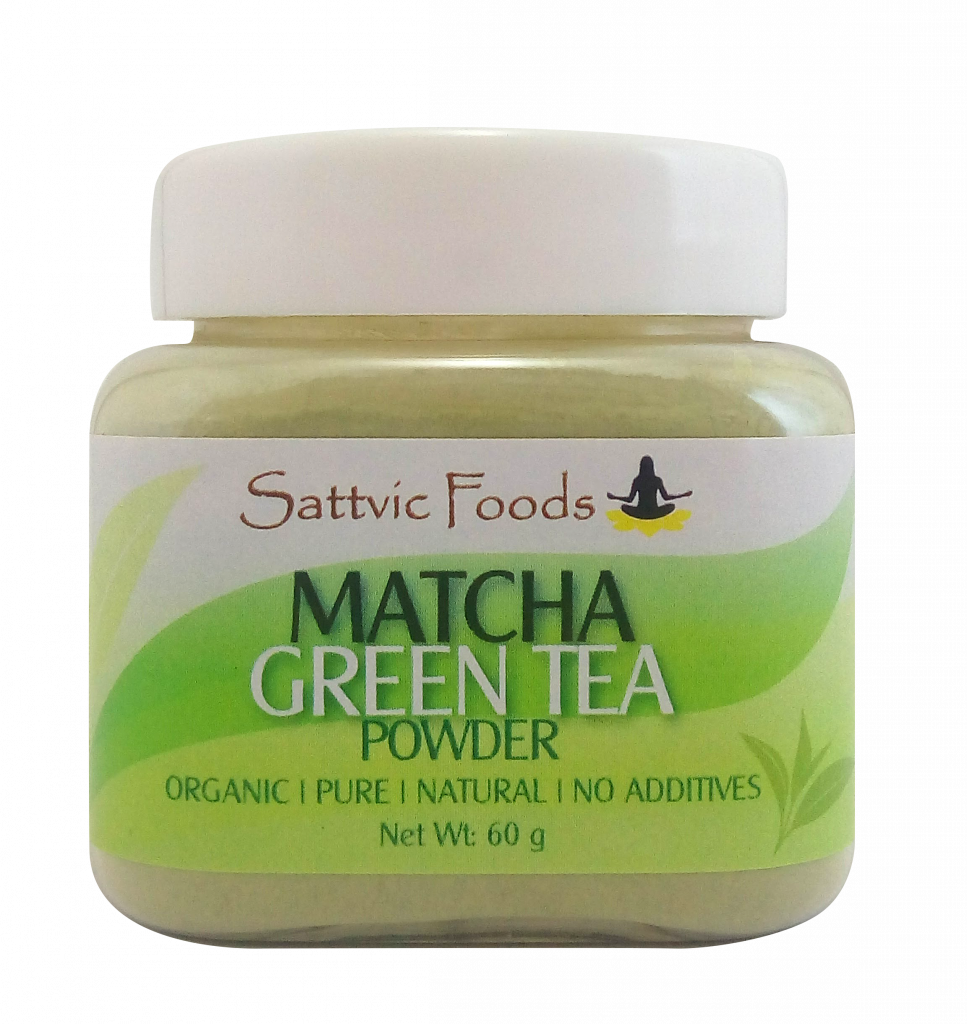 Sattvic Foods
MATCHA
GREEN TEA
POWDER
ORGANIC | PURE | NATURAL | NO ADDITIVES
Net Wt: 60 g